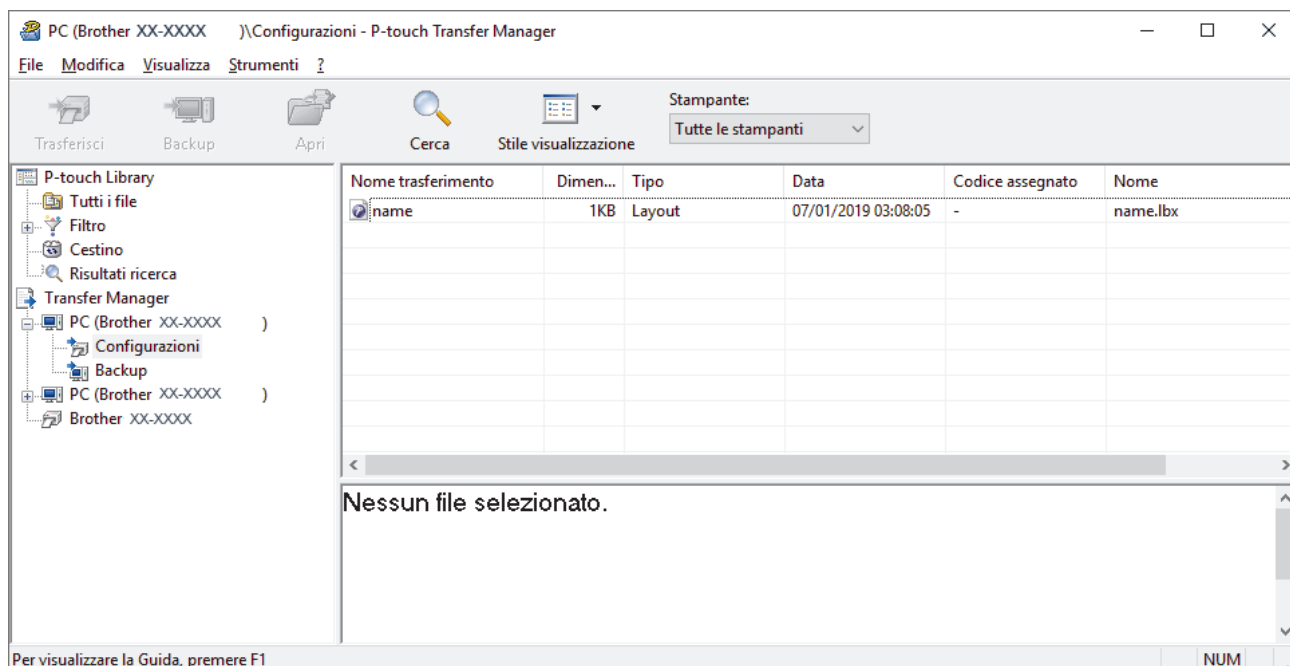 PC (Brother XX-XXXX )\Configurazioni - P-touch Transfer Manager
File Modifica Visualizza Strumenti ?
Trasferisci Backup Apri Cerca Stile visualizzazione
Stampante:
Tutte le stampanti
P-touch Library
Tutti i file
Filtro
Cestino
Risultati ricerca
Transfer Manager
PC (Brother XX-XXXX )
Configurazioni
Backup
PC (Brother XX-XXXX )
Brother XX-XXXX
Nome trasferimento Dimen... Tipo Data Codice assegnato Nome
name 1KB Layout 07/01/2019 03:08:05 - name.lbx
Nessun file selezionato.
Per visualizzare la Guida, premere F1 NUM